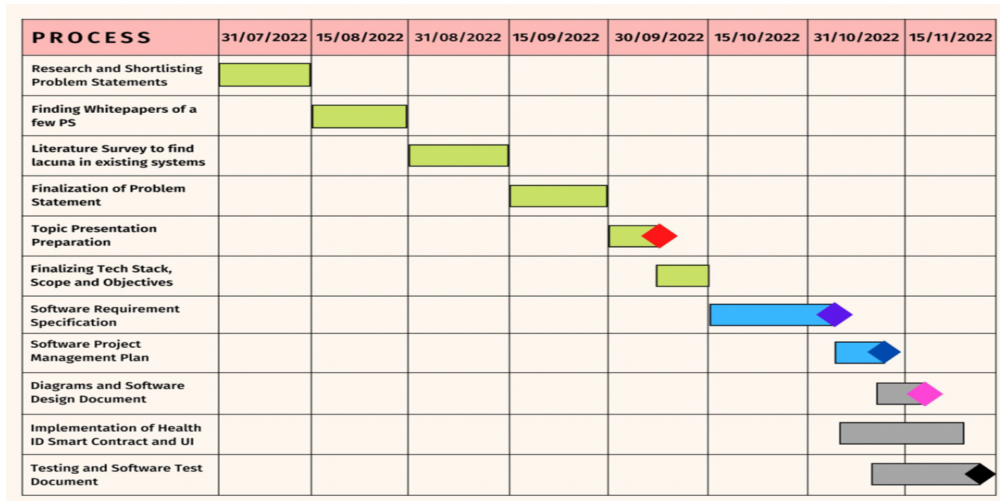 PROCESS 31/07/2022 15/08/2022 31/08/2022 15/09/2022 30/09/2022 15/10/2022 31/10/2022 15/11/2022
Research and Shortlisting
Problem Statements
Finding Whitepapers of a
few PS
Literature Survey to find
lacuna in existing systems
Finalization of Problem
Statement
Topic Presentation
Preparation
Finalizing Tech Stack,
Scope and Objectives
Software Requirement
Specification
Software Project
Management Plan
Diagrams and Software
Design Document
Implementation of Health
ID Smart Contract and UI
Testing and Software Test
Document